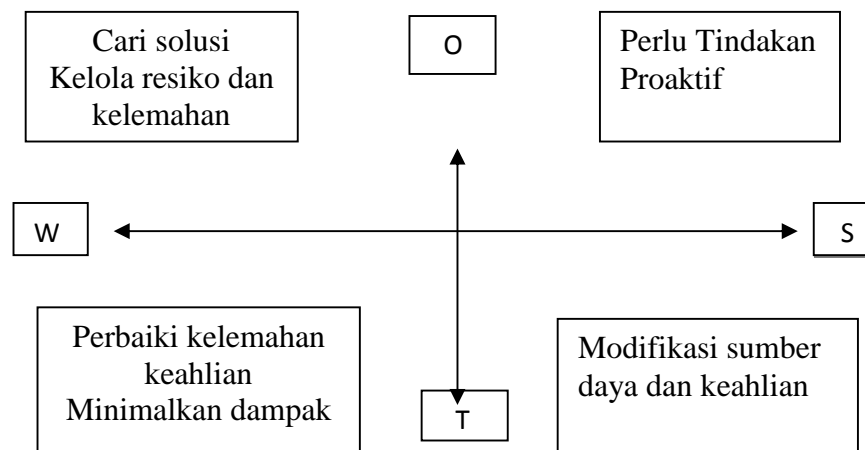 Cari solusi
Kelola resiko dan
kelemahan
O
Perlu Tindakan
Proaktif
W
S
Perbaiki kelemahan
keahlian
Minimalkan dampak
T
Modifikasi sumber
daya dan keahlian